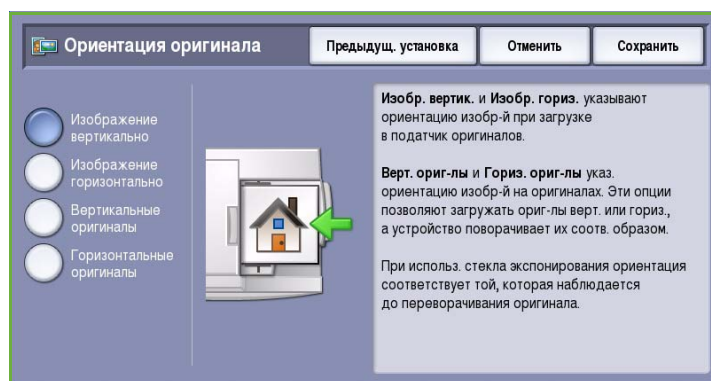 Ориентация оригинала
Предыдущ. установка
Отменить
Сохранить
Изображение
вертикально
Изображение
горизонтально
Вертикальные
оригиналы
Горизонтальные
оригиналы
Изобр. вертик. и Изобр. гориз. указывают
ориентацию изобр-й при загрузке
в податчик оригиналов.
Верт. ориг-лы и Гориз. ориг-лы указ.
ориентацию изобр-й на оригиналах. Эти опции
позволяют загружать ориг-лы верт. или гориз.,
а устройство поворачивает их соотв. образом.
При использ. стекла экспонирования ориентация
соответствует той, которая наблюдается
до переворачивания оригинала.